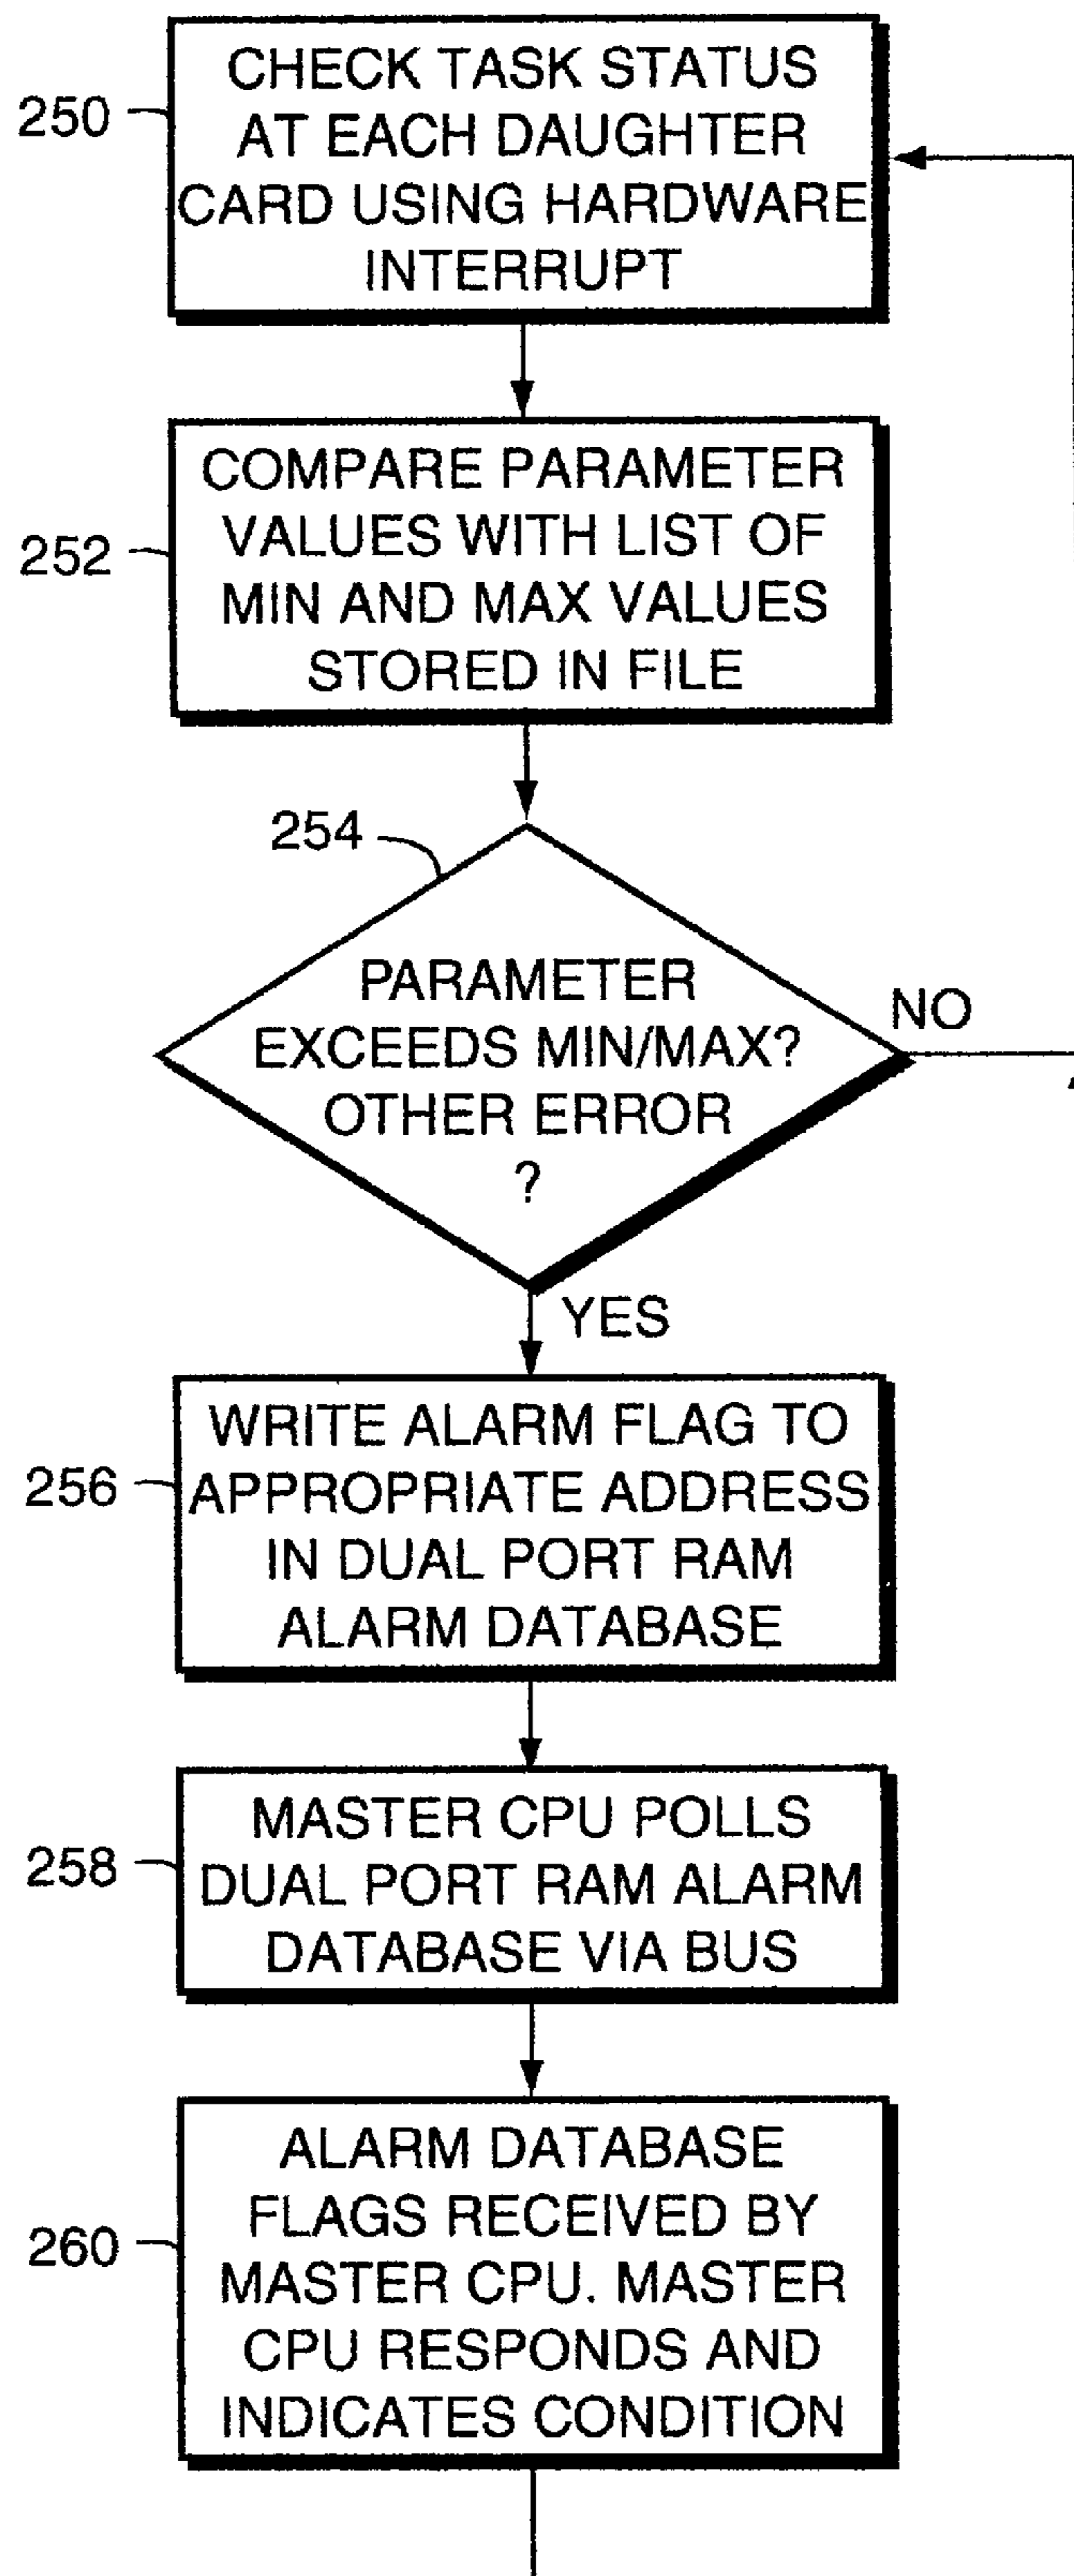 250
CHECK TASK STATUS
AT EACH DAUGHTER
CARD USING HARDWARE
INTERRUPT
252
COMPARE PARAMETER
VALUES WITH LIST OF
MIN AND MAX VALUES
STORED IN FILE
254
PARAMETER
EXCEEDS MIN/MAX?
OTHER ERROR
?
NO
YES
256
WRITE ALARM FLAG TO
APPROPRIATE ADDRESS
IN DUAL PORT RAM
ALARM DATABASE
258
MASTER CPU POLLS
DUAL PORT RAM ALARM
DATABASE VIA BUS
260
ALARM DATABASE
FLAGS RECEIVED BY
MASTER CPU. MASTER
CPU RESPONDS AND
INDICATES CONDITION